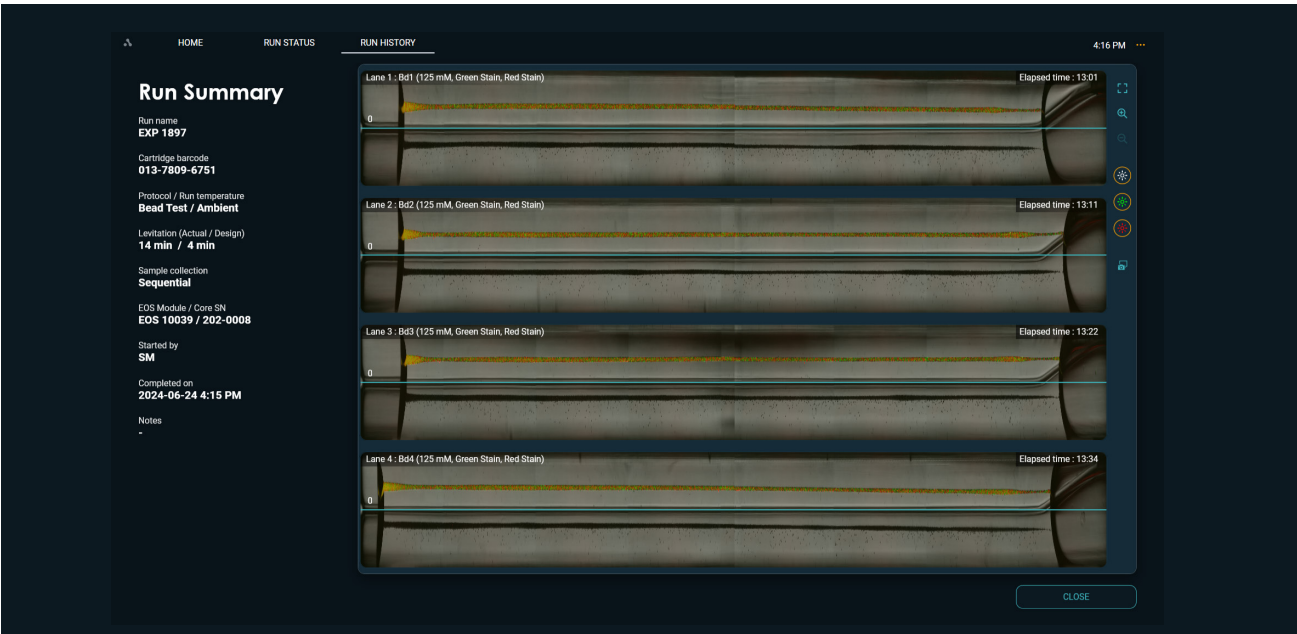 HOME RUN STATUS RUN HISTORY 4:16 PM
Run Summary
Run name
EXP 1897
Cartridge barcode
013-7809-6751
Protocol / Run temperature
Bead Test / Ambient
Levitation (Actual / Design)
14 min / 4 min
Sample collection
Sequential
EOS Module / Core SN
EOS 10039 / 202-0008
Started by
SM
Completed on
2024-06-24 4:15 PM
Notes
-
Lane 1 : Bd1 (125 mM, Green Stain, Red Stain) Elapsed time : 13:01
0
Lane 2 : Bd2 (125 mM, Green Stain, Red Stain) Elapsed time : 13:11
0
Lane 3 : Bd3 (125 mM, Green Stain, Red Stain) Elapsed time : 13:22
0
Lane 4 : Bd4 (125 mM, Green Stain, Red Stain) Elapsed time : 13:34
0
CLOSE